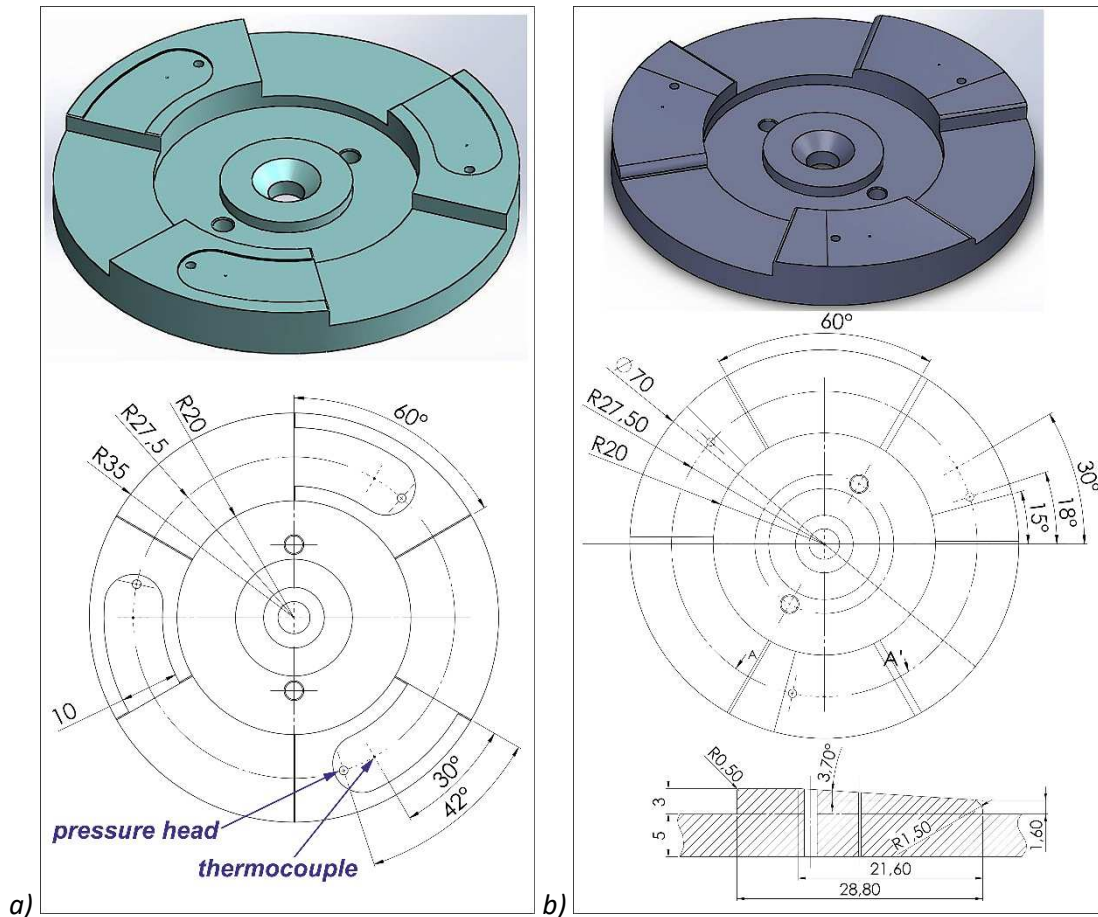 R20
R27,5
R35
60°
10
30°
42°
pressure head
thermocouple
a)
60°
Ø70
R27,50
R20
30°
18°
15°
A
A'
R0,50
3,70°
3
5
R1,50
1,60
21,60
28,80
b)